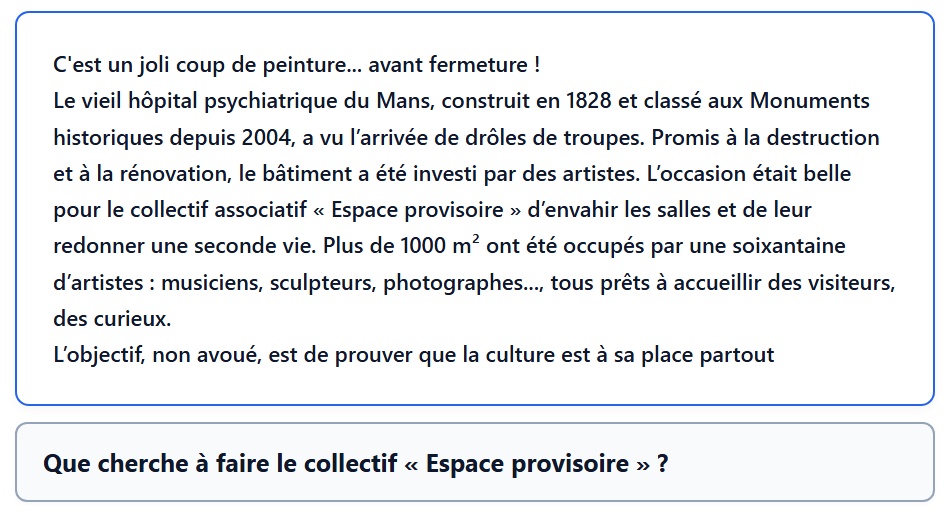 C'est un joli coup de peinture... avant fermeture !
Le vieil hôpital psychiatrique du Mans, construit en 1828 et classé aux Monuments
historiques depuis 2004, a vu l’arrivée de drôles de troupes. Promis à la destruction
et à la rénovation, le bâtiment a été investi par des artistes. L’occasion était belle
pour le collectif associatif « Espace provisoire » d’envahir les salles et de leur
redonner une seconde vie. Plus de 1000 m² ont été occupés par une soixantaine
d’artistes : musiciens, sculpteurs, photographes..., tous prêts à accueillir des visiteurs,
des curieux.
L’objectif, non avoué, est de prouver que la culture est à sa place partout
Que cherche à faire le collectif « Espace provisoire » ?